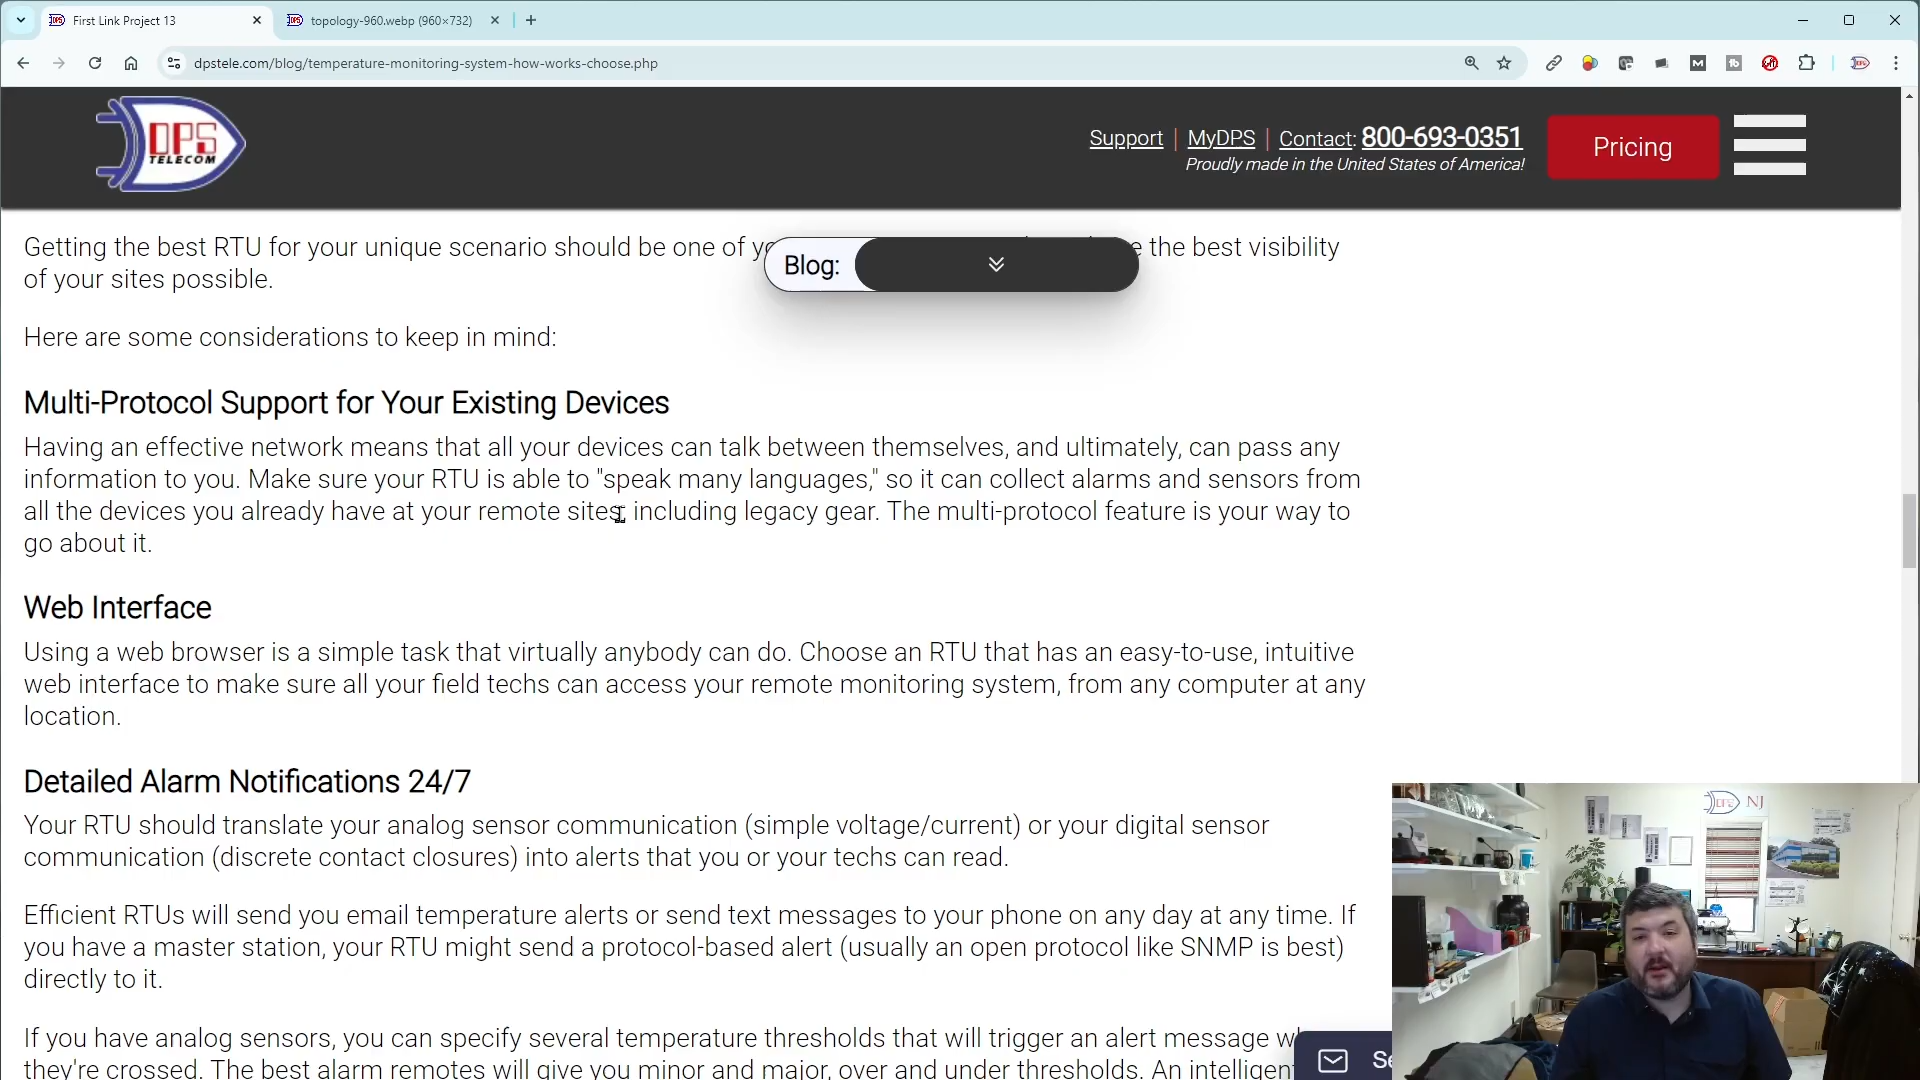 First Link Project 13
topology-960.webp (960×732)
dpstele.com/blog/temperature-monitoring-system-how-works-choose.php
DPS
TELECOM
Support | MyDPS | Contact: 800-693-0351
Proudly made in the United States of America!
Pricing
Blog:
Getting the best RTU for your unique scenario should be one of the best visibility
of your sites possible.
Here are some considerations to keep in mind:
Multi-Protocol Support for Your Existing Devices
Having an effective network means that all your devices can talk between themselves, and ultimately, can pass any
information to you. Make sure your RTU is able to "speak many languages," so it can collect alarms and sensors from
all the devices you already have at your remote sites, including legacy gear. The multi-protocol feature is your way to
go about it.
Web Interface
Using a web browser is a simple task that virtually anybody can do. Choose an RTU that has an easy-to-use, intuitive
web interface to make sure all your field techs can access your remote monitoring system, from any computer at any
location.
Detailed Alarm Notifications 24/7
Your RTU should translate your analog sensor communication (simple voltage/current) or your digital sensor
communication (discrete contact closures) into alerts that you or your techs can read.
Efficient RTUs will send you email temperature alerts or send text messages to your phone on any day at any time. If
you have a master station, your RTU might send a protocol-based alert (usually an open protocol like SNMP is best)
directly to it.
If you have analog sensors, you can specify several temperature thresholds that will trigger an alert message
they're crossed. The best alarm remotes will give you minor and major, over and under thresholds. An intelligent
DPS NJ